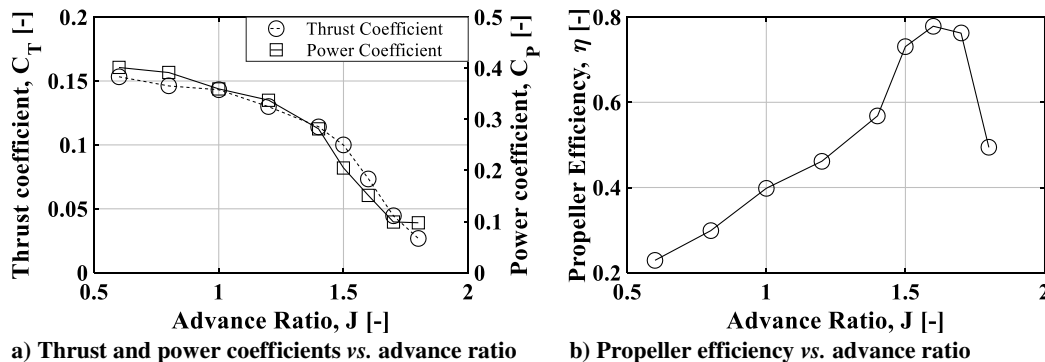 0.2
0.15
0.1
0.05
0
Thrust coefficient, C_T [-]
Thrust Coefficient
Power Coefficient
0.5
0.4
0.3
0.2
0.1
0
Power coefficient, C_P [-]
0.5
1
1.5
2
Advance Ratio, J [-]
a) Thrust and power coefficients vs. advance ratio
0.8
0.6
0.4
0.2
Propeller Efficiency, η [-]
0.5
1
1.5
2
Advance Ratio, J [-]
b) Propeller efficiency vs. advance ratio